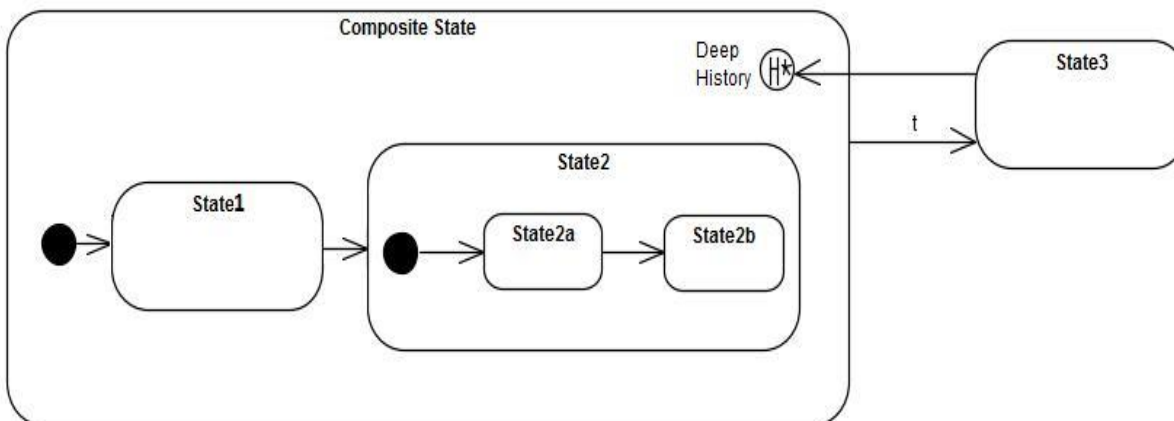 Composite State
Deep
History
H*
State3
t
State2
State1
State2a
State2b